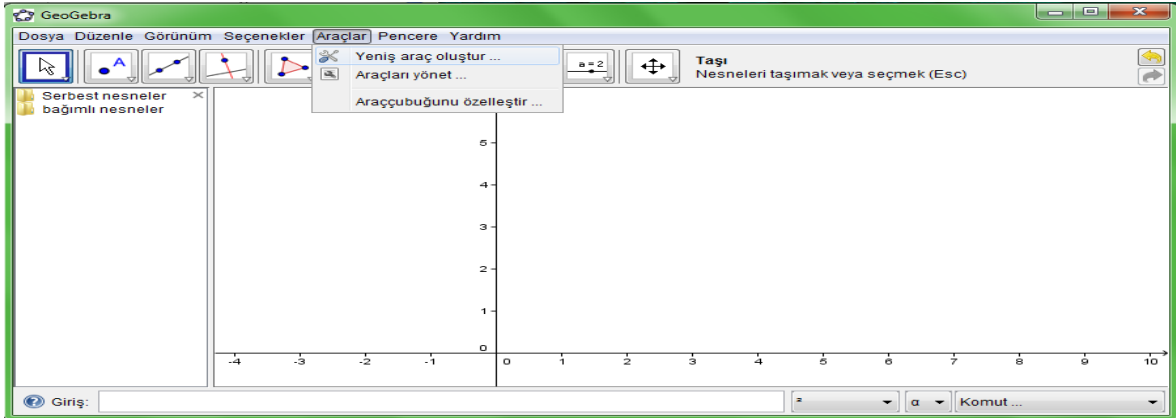 GeoGebra
Dosya Düzenle Görünüm Seçenekler Araçlar Pencere Yardım
Yeniş araç oluştur ...
Araçları yönet ...
Araççubuğunu özelleştir ...
A
a = 2
Taşı
Nesneleri taşımak veya seçmek (Esc)
Serbest nesneler
bağımlı nesneler
5
4
3
2
1
0
-4 -3 -2 -1 0 1 2 3 4 5 6 7 8 9 10
Giriş: ² α Komut ...